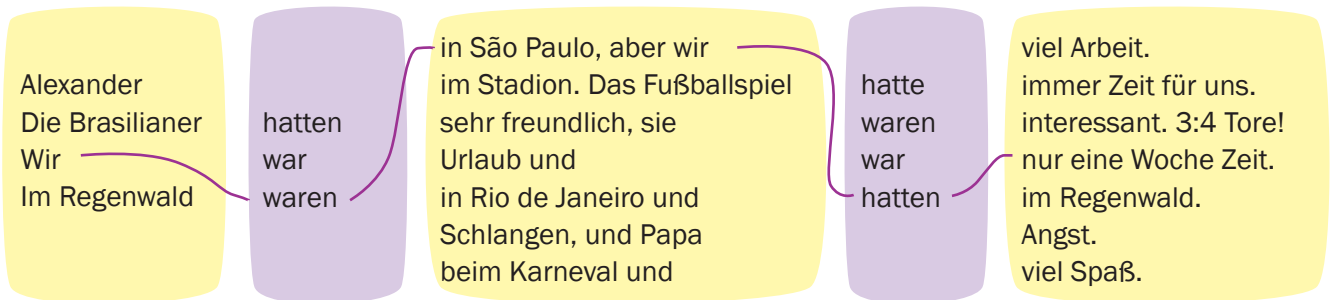 Alexander
Die Brasilianer
Wir
Im Regenwald
hatten
war
waren
in São Paulo, aber wir
im Stadion. Das Fußballspiel
sehr freundlich, sie
Urlaub und
in Rio de Janeiro und
Schlangen, und Papa
beim Karneval und
hatte
waren
war
hatten
viel Arbeit.
immer Zeit für uns.
interessant. 3:4 Tore!
nur eine Woche Zeit.
im Regenwald.
Angst.
viel Spaß.